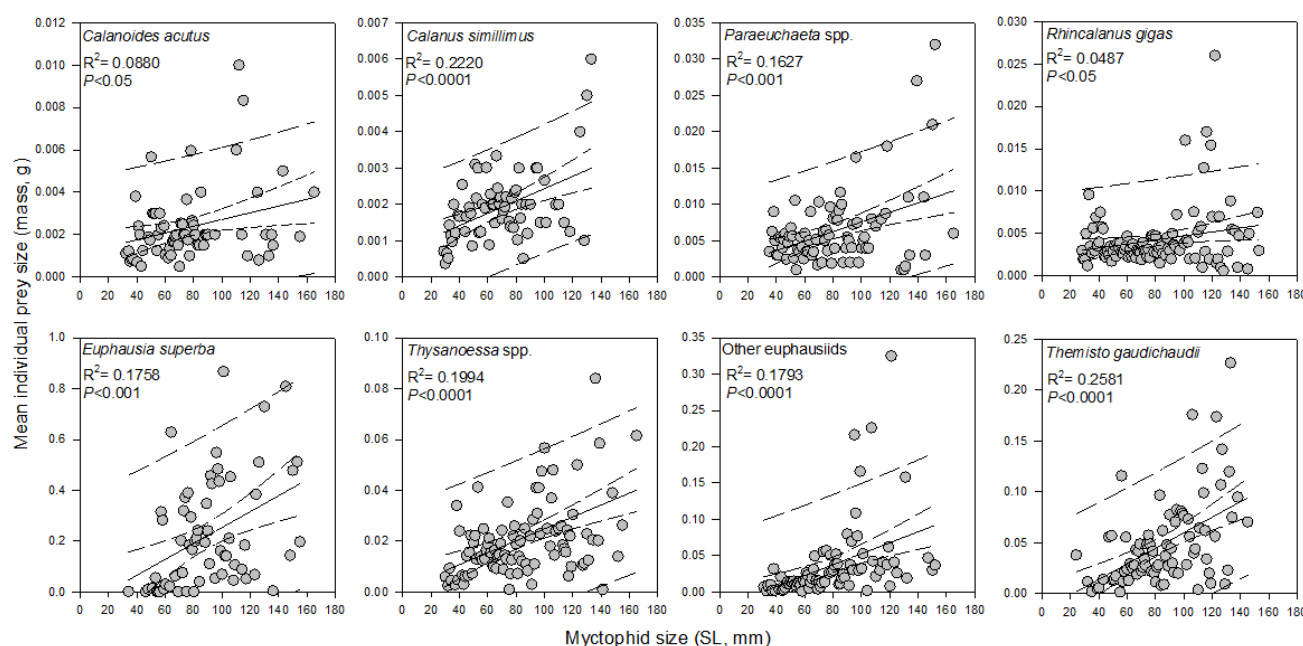 Calanoides acutus
R²= 0.0880
P<0.05
0.012
0.010
0.008
0.006
0.004
0.002
0.000
0 20 40 60 80 100 120 140 160 180
Calanus simillimus
R²= 0.2220
P<0.0001
0.007
0.006
0.005
0.004
0.003
0.002
0.001
0.000
0 20 40 60 80 100 120 140 160 180
Paraeuchaeta spp.
R²= 0.1627
P<0.001
0.035
0.030
0.025
0.020
0.015
0.010
0.005
0.000
0 20 40 60 80 100 120 140 160 180
Rhincalanus gigas
R²= 0.0487
P<0.05
0.030
0.025
0.020
0.015
0.010
0.005
0.000
0 20 40 60 80 100 120 140 160 180
Mean individual prey size (mass, g)
Euphausia superba
R²= 0.1758
P<0.001
1.0
0.8
0.6
0.4
0.2
0.0
0 20 40 60 80 100 120 140 160 180
Thysanoessa spp.
R²= 0.1994
P<0.0001
0.10
0.08
0.06
0.04
0.02
0.00
0 20 40 60 80 100 120 140 160 180
Other euphausiids
R²= 0.1793
P<0.0001
0.35
0.30
0.25
0.20
0.15
0.10
0.05
0.00
0 20 40 60 80 100 120 140 160 180
Themisto gaudichaudii
R²= 0.2581
P<0.0001
0.25
0.20
0.15
0.10
0.05
0.00
0 20 40 60 80 100 120 140 160 180
Myctophid size (SL, mm)